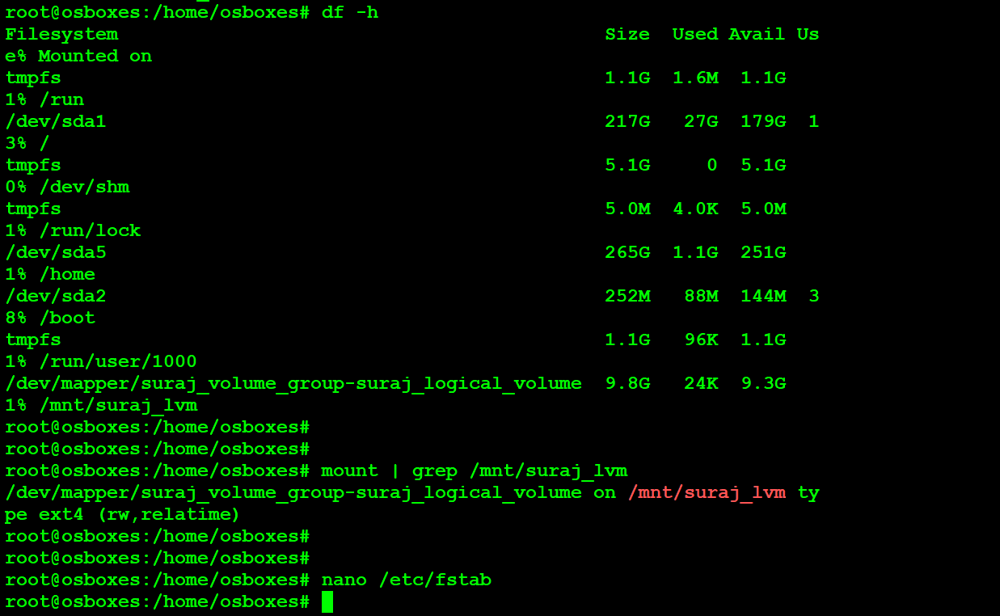 root@osboxes:/home/osboxes# df -h
Filesystem                                            Size  Used Avail Us
e% Mounted on
tmpfs                                                 1.1G  1.6M  1.1G
1% /run
/dev/sda1                                             217G   27G  179G  1
3% /
tmpfs                                                 5.1G     0  5.1G
0% /dev/shm
tmpfs                                                 5.0M  4.0K  5.0M
1% /run/lock
/dev/sda5                                             265G  1.1G  251G
1% /home
/dev/sda2                                             252M   88M  144M  3
8% /boot
tmpfs                                                 1.1G   96K  1.1G
1% /run/user/1000
/dev/mapper/suraj_volume_group-suraj_logical_volume  9.8G   24K  9.3G
1% /mnt/suraj_lvm
root@osboxes:/home/osboxes#
root@osboxes:/home/osboxes#
root@osboxes:/home/osboxes# mount | grep /mnt/suraj_lvm
/dev/mapper/suraj_volume_group-suraj_logical_volume on /mnt/suraj_lvm ty
pe ext4 (rw,relatime)
root@osboxes:/home/osboxes#
root@osboxes:/home/osboxes#
root@osboxes:/home/osboxes# nano /etc/fstab
root@osboxes:/home/osboxes#